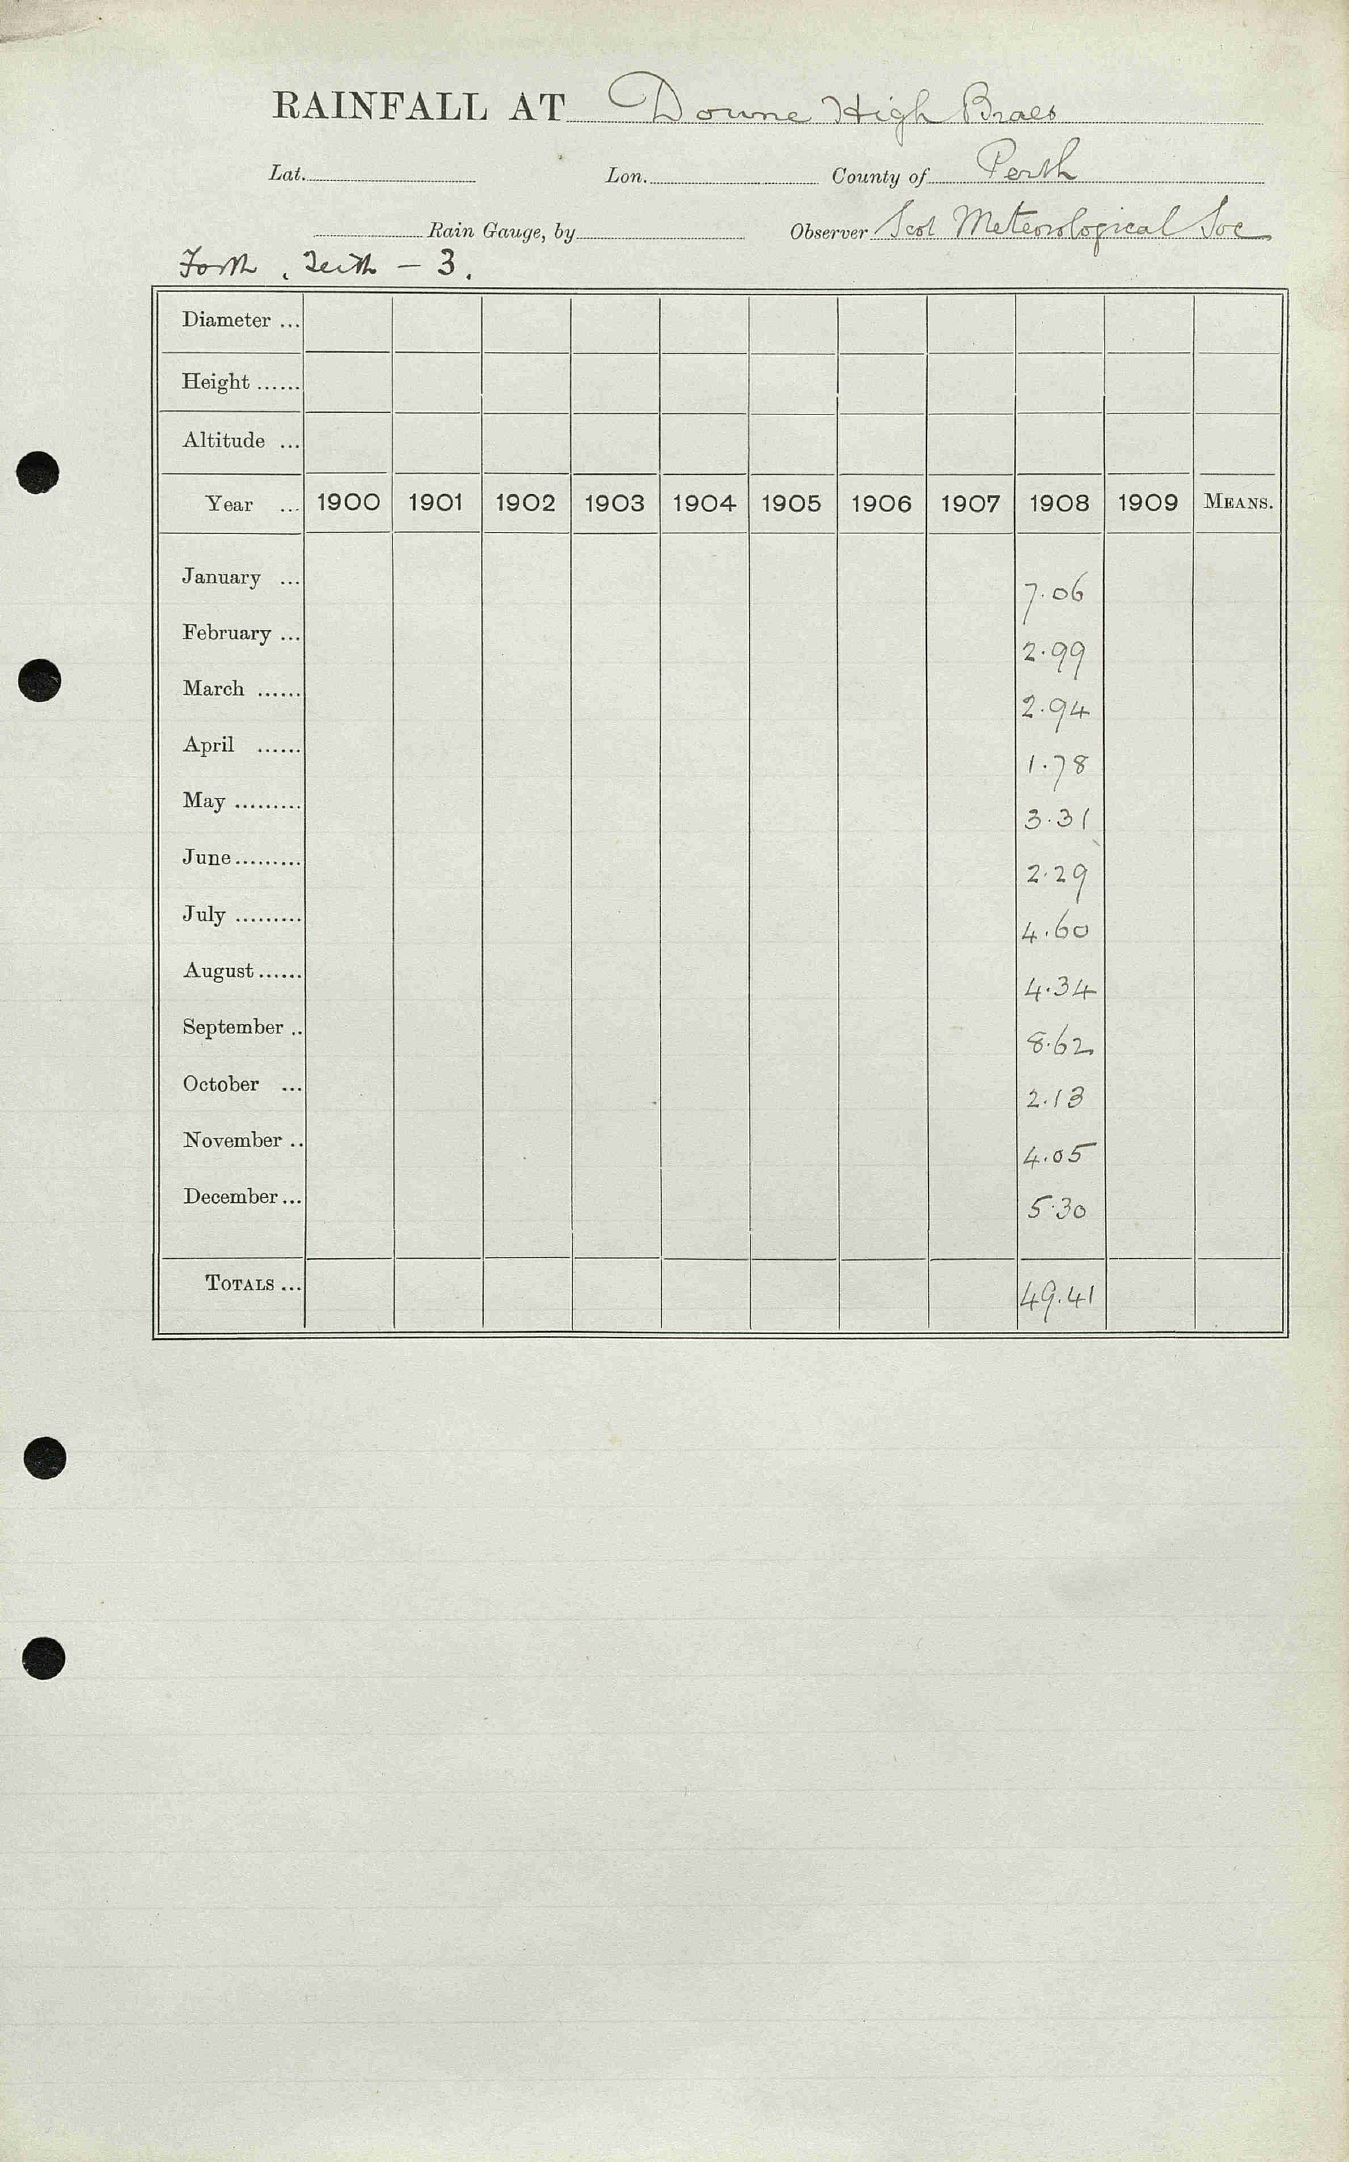 RAINFALL AT Doune High Braes
Lat. Lon. County of Perth
Rain Gauge, by Observer Scot Meteorological Soc
Forth, Teith - 3.
Diameter ...
Height ......
Altitude ...
Year ... 1900 1901 1902 1903 1904 1905 1906 1907 1908 1909 MEANS.
January ... 7.06
February ... 2.99
March ...... 2.94
April ...... 1.78
May ......... 3.31
June ......... 2.29
July ......... 4.60
August ...... 4.34
September .. 8.62
October ... 2.13
November .. 4.05
December ... 5.30
TOTALS ... 49.41